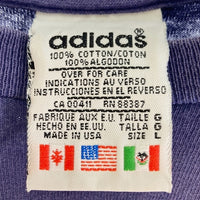 adidas®
100% COTTON/COTON
100% ALGODON
OVER FOR CARE
INDICATIONS AU VERSO
INSTRUCCIONES EN EL REVERSO
CA 00411 RN 88387
FABRIQUE AUX E.U. TAILLE G
HECHO EN EE.UU. TALLA G
MADE IN USA SIZE L